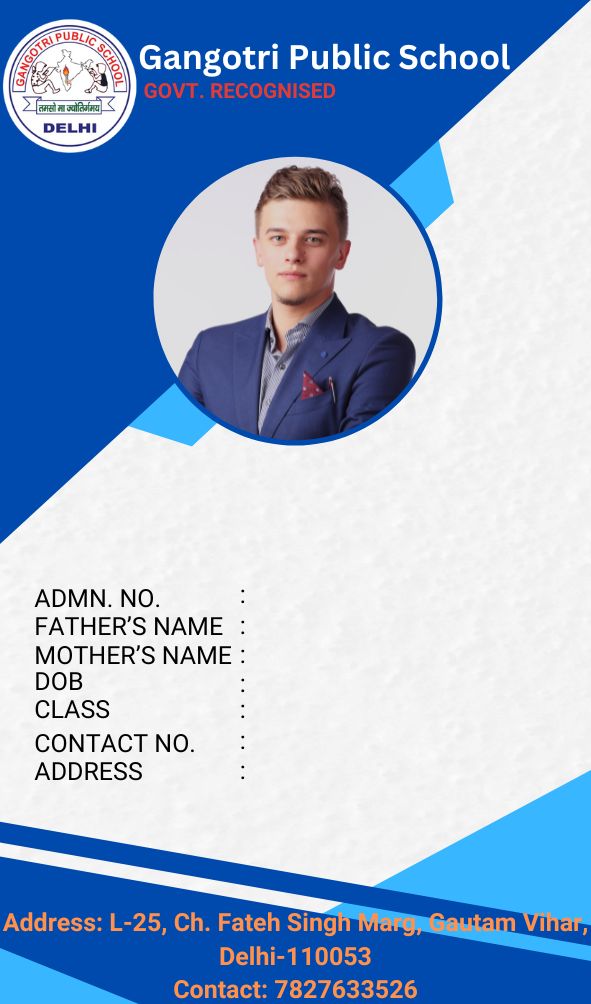 GANGOTRI PUBLIC SCHOOL
तमसो मा ज्योतिर्गमय
DELHI
Gangotri Public School
GOVT. RECOGNISED
ADMN. NO. :
FATHER’S NAME :
MOTHER’S NAME :
DOB :
CLASS :
CONTACT NO. :
ADDRESS :
Address: L-25, Ch. Fateh Singh Marg, Gautam Vihar,
Delhi-110053
Contact: 7827633526